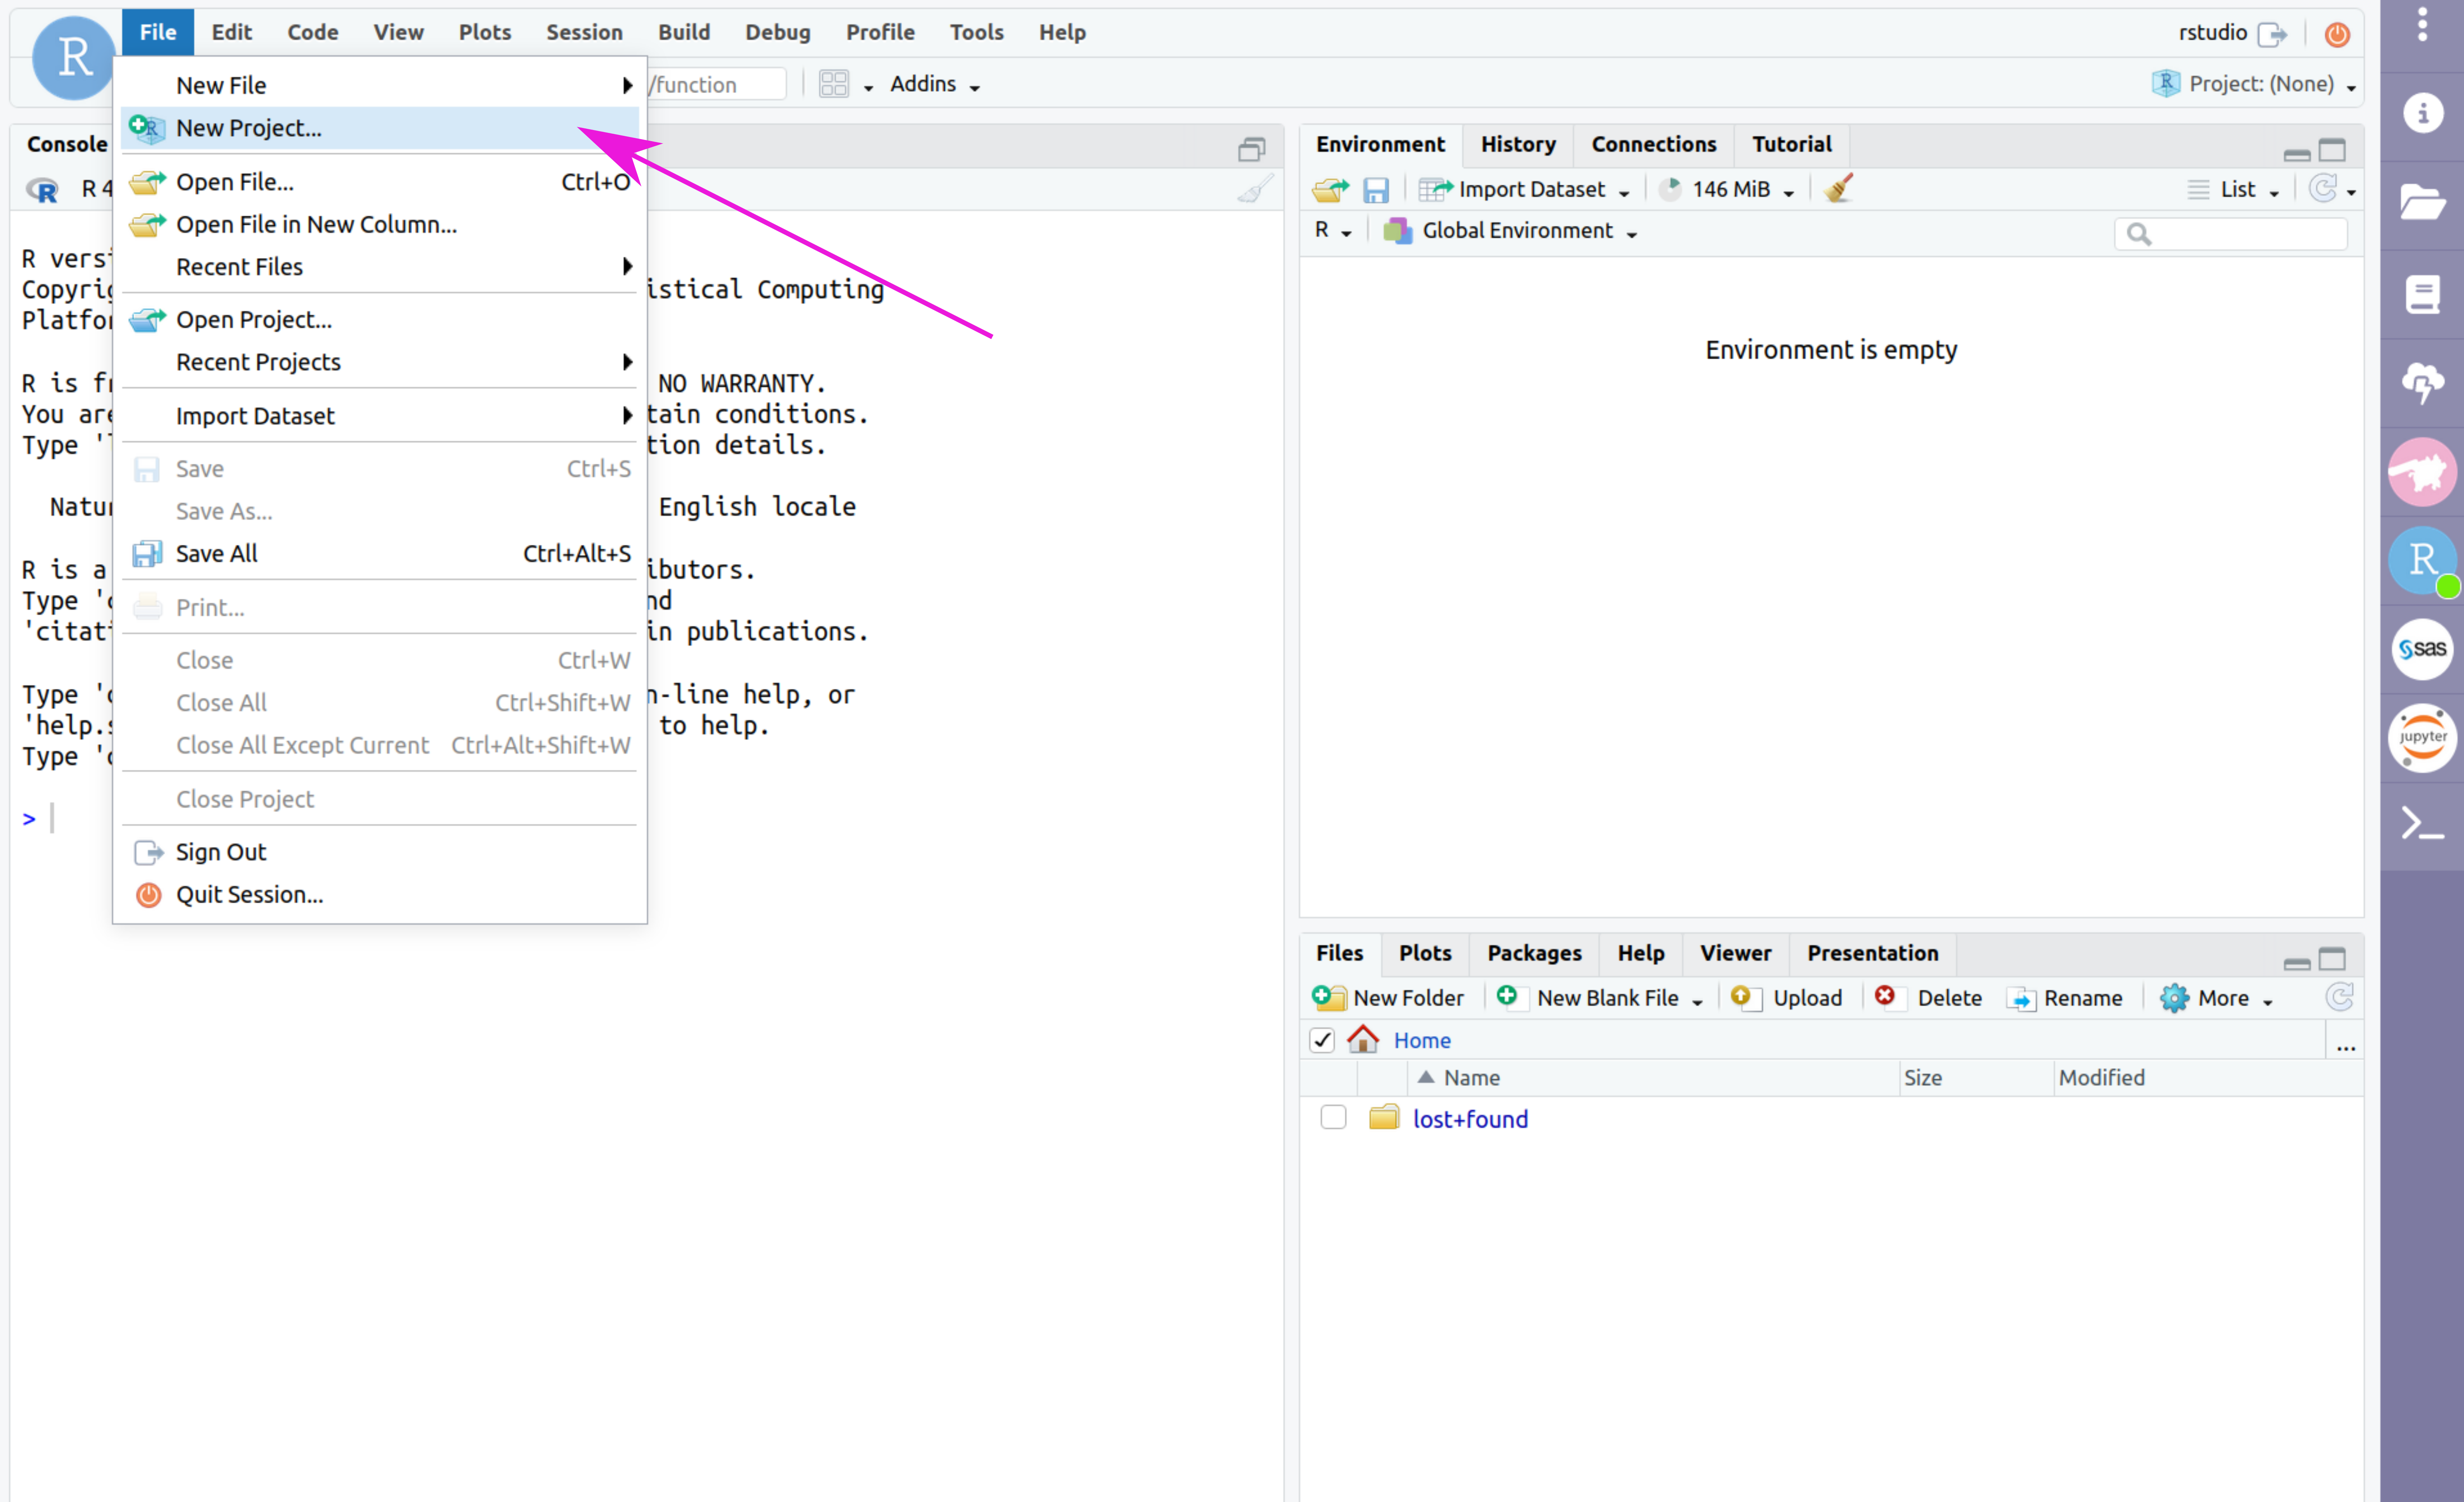 R File Edit Code View Plots Session Build Debug Profile Tools Help rstudio
/function Addins Project: (None)
New File
New Project...
Open File... Ctrl+O
Open File in New Column...
Recent Files
Open Project...
Recent Projects
Import Dataset
Save Ctrl+S
Save As...
Save All Ctrl+Alt+S
Print...
Close Ctrl+W
Close All Ctrl+Shift+W
Close All Except Current Ctrl+Alt+Shift+W
Close Project
Sign Out
Quit Session...
Console
R R 4
R vers
Copyri istical Computing
Platfo
R is f NO WARRANTY.
You are tain conditions.
Type ' tion details.
Natu English locale
R is a ibutors.
Type ' nd
'citat in publications.
Type ' n-line help, or
'help. to help.
Type '
>
Environment History Connections Tutorial
Import Dataset 146 MiB List
R Global Environment
Environment is empty
Files Plots Packages Help Viewer Presentation
New Folder New Blank File Upload Delete Rename More
Home ...
Name Size Modified
lost+found
R
sas
jupyter